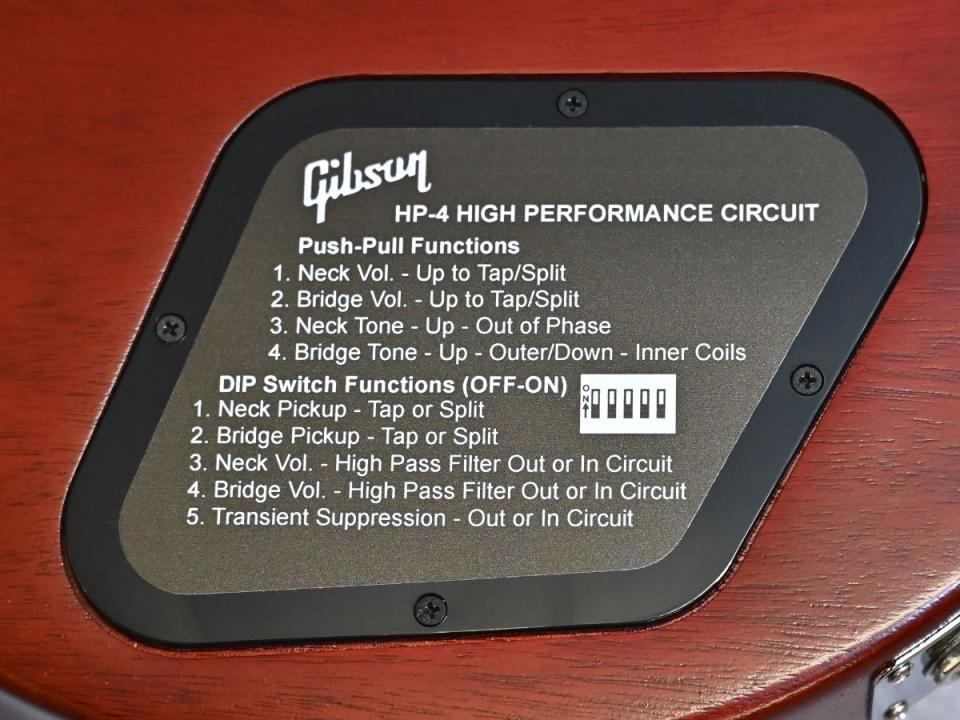 Gibson
HP-4 HIGH PERFORMANCE CIRCUIT
Push-Pull Functions
1. Neck Vol. - Up to Tap/Split
2. Bridge Vol. - Up to Tap/Split
3. Neck Tone - Up - Out of Phase
4. Bridge Tone - Up - Outer/Down - Inner Coils
DIP Switch Functions (OFF-ON)
ON
1. Neck Pickup - Tap or Split
2. Bridge Pickup - Tap or Split
3. Neck Vol. - High Pass Filter Out or In Circuit
4. Bridge Vol. - High Pass Filter Out or In Circuit
5. Transient Suppression - Out or In Circuit